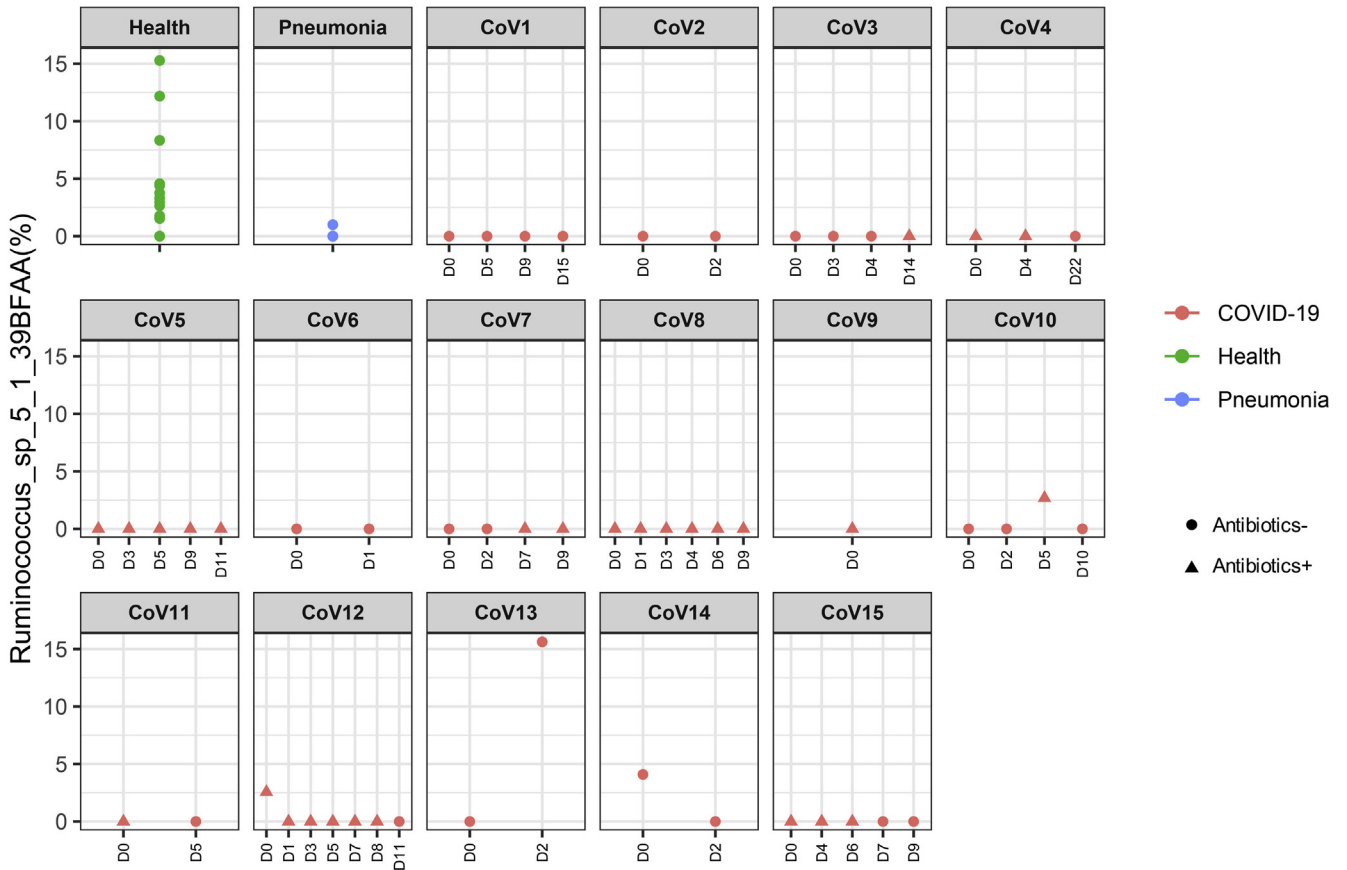 Ruminococcus_sp_5_1_39BFAA(%)
Health Pneumonia CoV1 CoV2 CoV3 CoV4
15
10
5
0
D0 D5 D9 D15 D0 D2 D0 D3 D4 D14 D0 D4 D22
CoV5 CoV6 CoV7 CoV8 CoV9 CoV10
15
10
5
0
D0 D3 D5 D9 D11 D0 D1 D0 D2 D7 D9 D0 D1 D3 D4 D6 D9 D0 D0 D2 D5 D10
CoV11 CoV12 CoV13 CoV14 CoV15
15
10
5
0
D0 D5 D0 D1 D3 D5 D7 D8 D11 D0 D2 D0 D2 D0 D4 D6 D7 D9
COVID-19
Health
Pneumonia
Antibiotics-
Antibiotics+